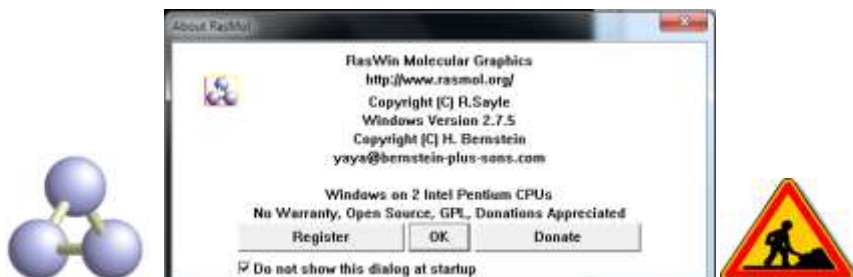 About RasMol
RasWin Molecular Graphics
http://www.rasmol.org/
Copyright (C) R.Sayle
Windows Version 2.7.5
Copyright (C) H. Bernstein
yaya@bernstein-plus-sons.com
Windows on 2 Intel Pentium CPUs
No Warranty, Open Source, GPL, Donations Appreciated
Register OK Donate
Do not show this dialog at startup